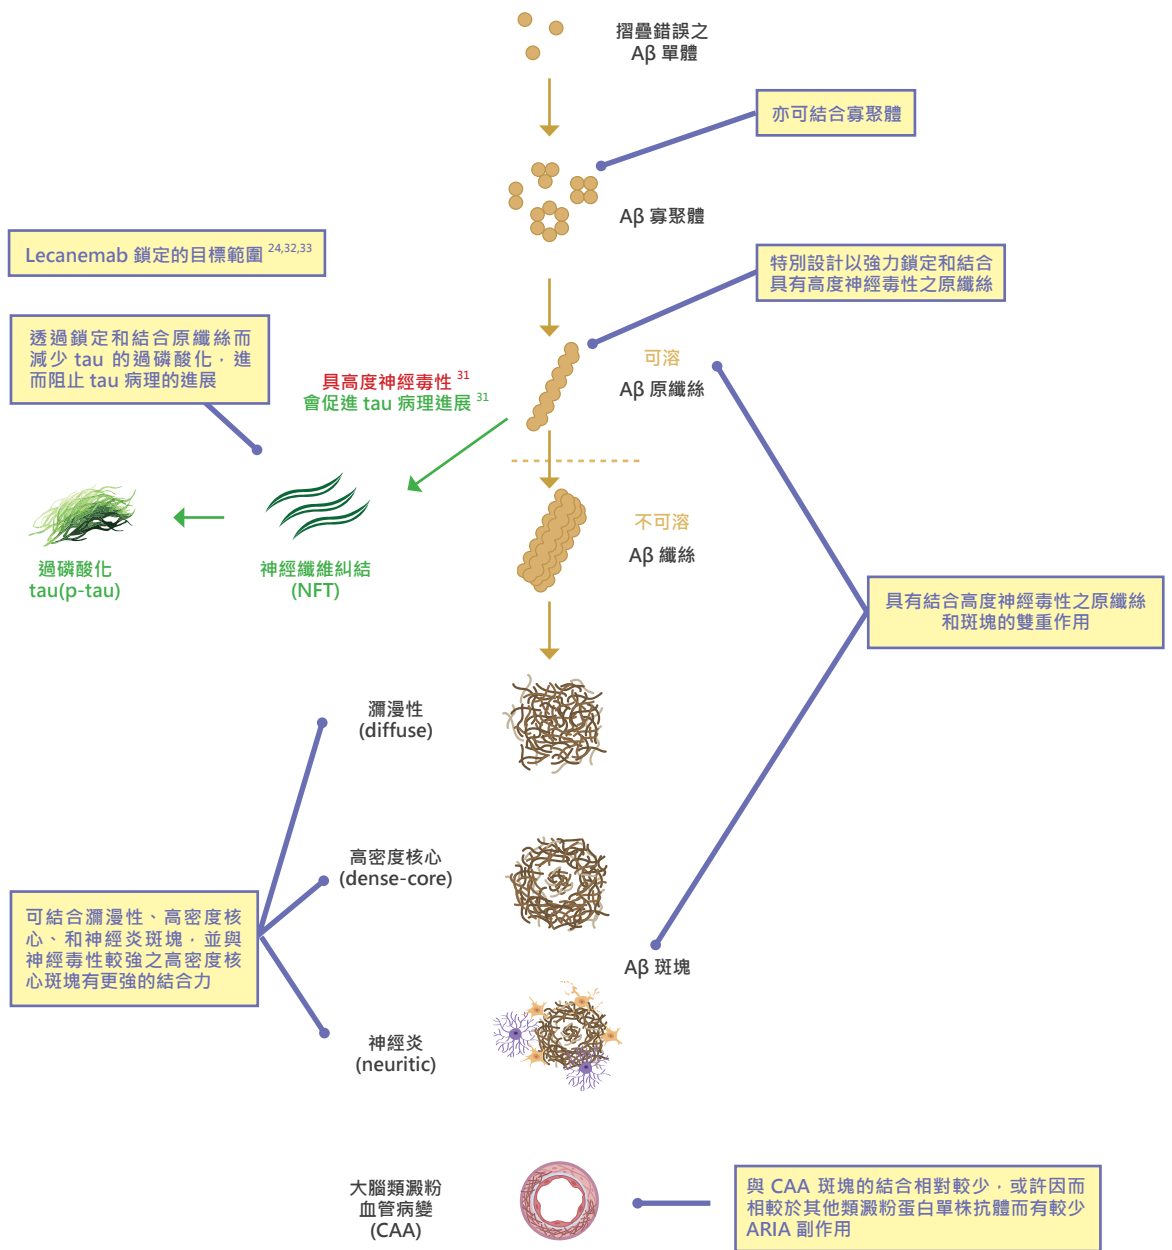 摺疊錯誤之
Aβ 單體
亦可結合寡聚體
Aβ 寡聚體
Lecanemab 鎖定的目標範圍 24,32,33
特別設計以強力鎖定和結合
具有高度神經毒性之原纖絲
透過鎖定和結合原纖絲而
減少 tau 的過磷酸化，進
而阻止 tau 病理的進展
具高度神經毒性 31
會促進 tau 病理進展 31
可溶
Aβ 原纖絲
不可溶
Aβ 纖絲
過磷酸化
tau(p-tau)
神經纖維糾結
(NFT)
具有結合高度神經毒性之原纖絲
和斑塊的雙重作用
瀰漫性
(diffuse)
高密度核心
(dense-core)
可結合瀰漫性、高密度核
心、和神經炎斑塊，並與
神經毒性較強之高密度核
心斑塊有更強的結合力
Aβ 斑塊
神經炎
(neuritic)
大腦類澱粉
血管病變
(CAA)
與 CAA 斑塊的結合相對較少，或許因而
相較於其他類澱粉蛋白單株抗體而有較少
ARIA 副作用